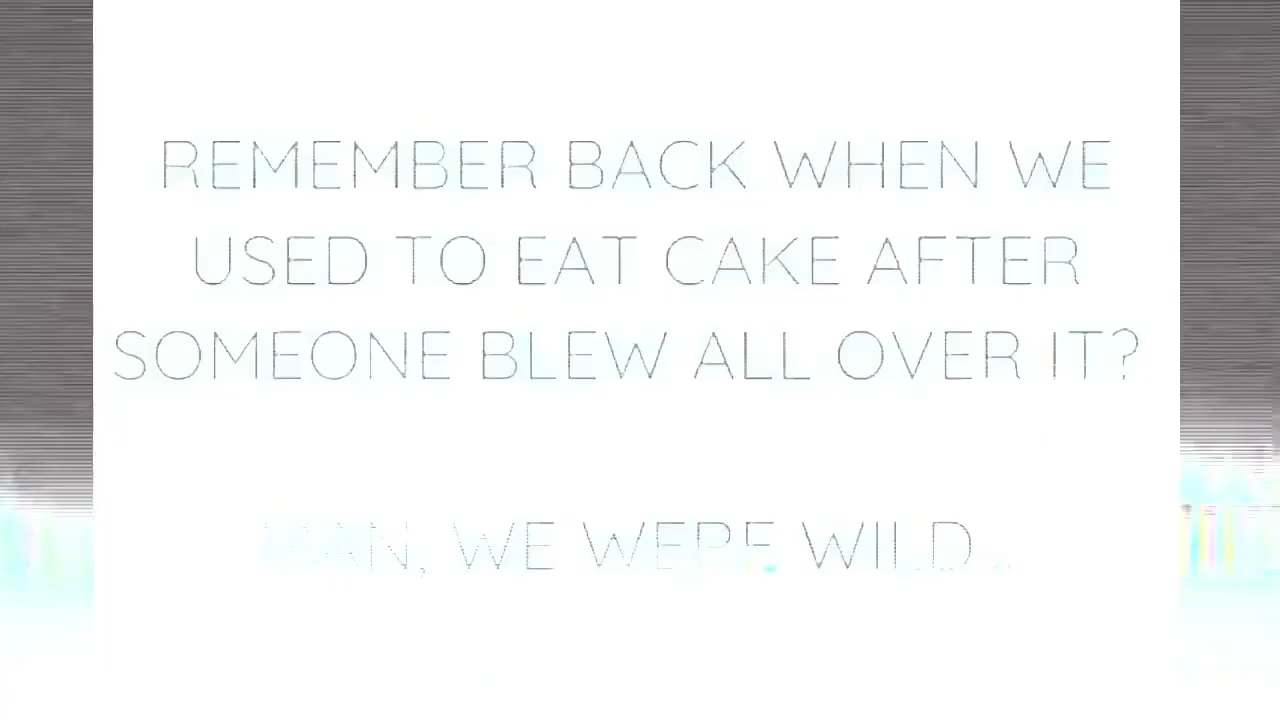 REMEMBER BACK WHEN WE
USED TO EAT CAKE AFTER
SOMEONE BLEW ALL OVER IT?
MAN, WE WERE WILD...